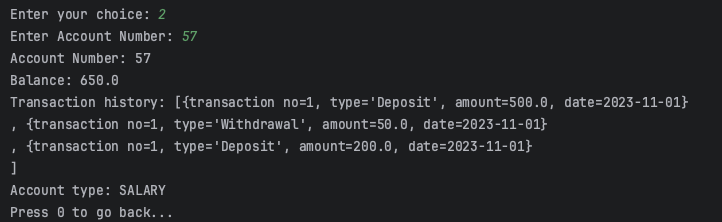 Enter your choice: 2
Enter Account Number: 57
Account Number: 57
Balance: 650.0
Transaction history: [{transaction no=1, type='Deposit', amount=500.0, date=2023-11-01}
, {transaction no=1, type='Withdrawal', amount=50.0, date=2023-11-01}
, {transaction no=1, type='Deposit', amount=200.0, date=2023-11-01}
]
Account type: SALARY
Press 0 to go back...